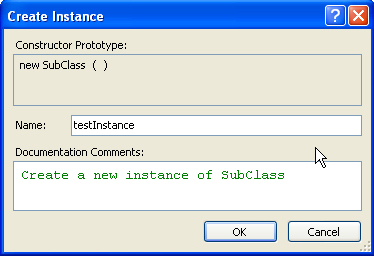 Create Instance
Constructor Prototype:
new SubClass ( )
Name: testInstance
Documentation Comments:
Create a new instance of SubClass
OK Cancel